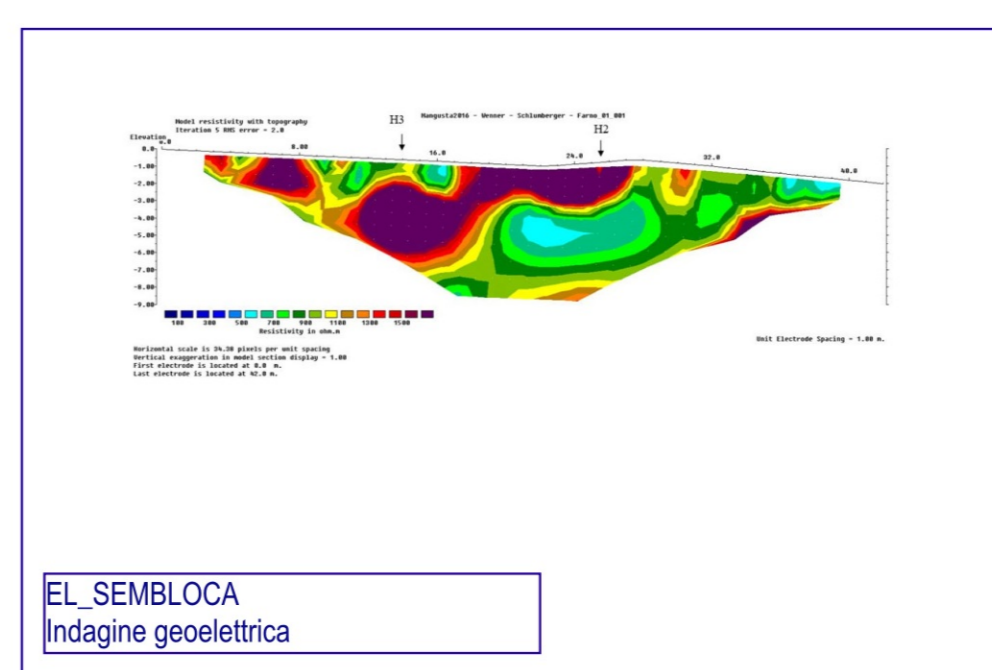 Model resistivity with topography
Iteration 5 RMS error = 2.0
H3
Mangusta2016 - Wenner - Schlumberger - Farno_01_001
H2
Elevation
0.0
8.00
16.0
24.0
32.0
40.0
0.0
-1.00
-2.00
-3.00
-4.00
-5.00
-6.00
-7.00
-8.00
-9.00
100 300 500 700 900 1100 1300 1500
Resistivity in ohm.m
Unit Electrode Spacing = 1.00 m.
Horizontal scale is 34.38 pixels per unit spacing
Vertical exaggeration in model section display = 1.00
First electrode is located at 0.0 m.
Last electrode is located at 42.0 m.
EL_SEMBLOCA
Indagine geoelettrica